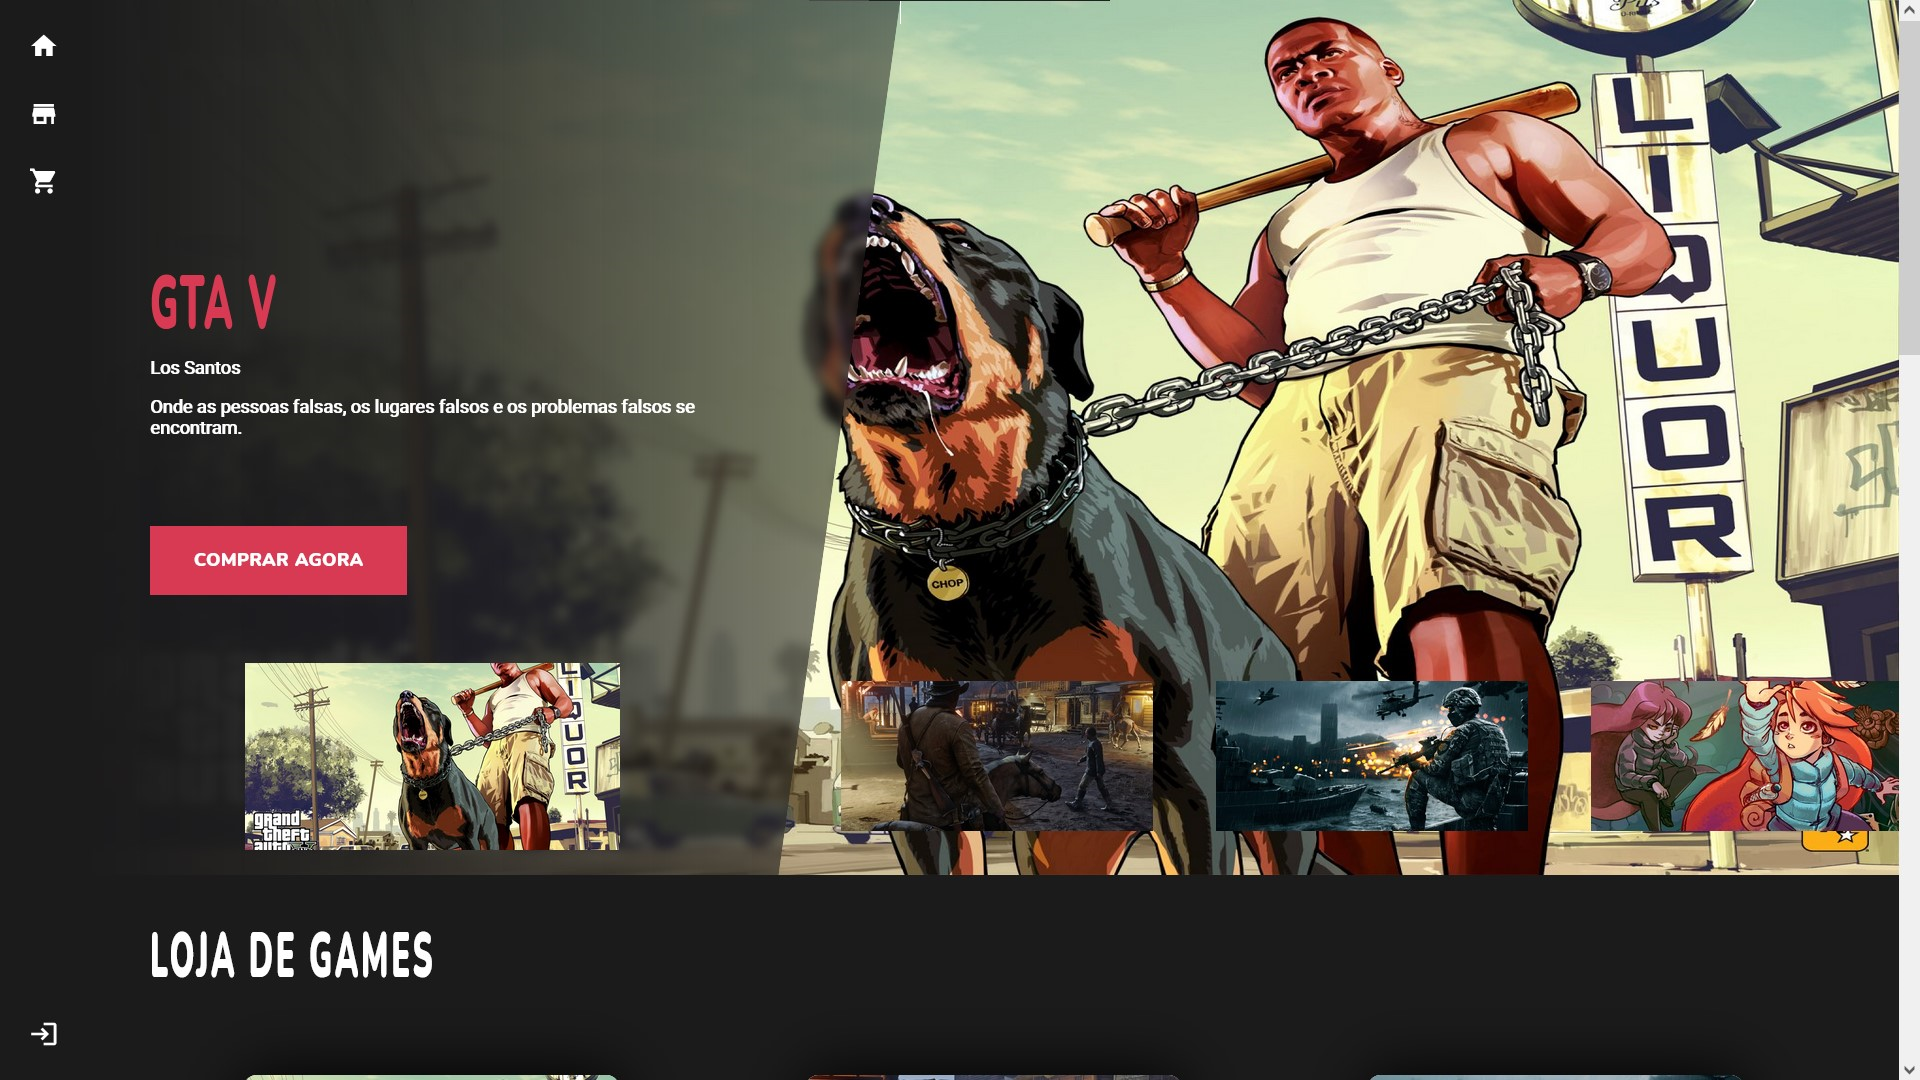 GTA V
Los Santos
Onde as pessoas falsas, os lugares falsos e os problemas falsos se
encontram.
COMPRAR AGORA
LIQUOR
CHOP
LIQUOR
grand
theft
auto V
LOJA DE GAMES